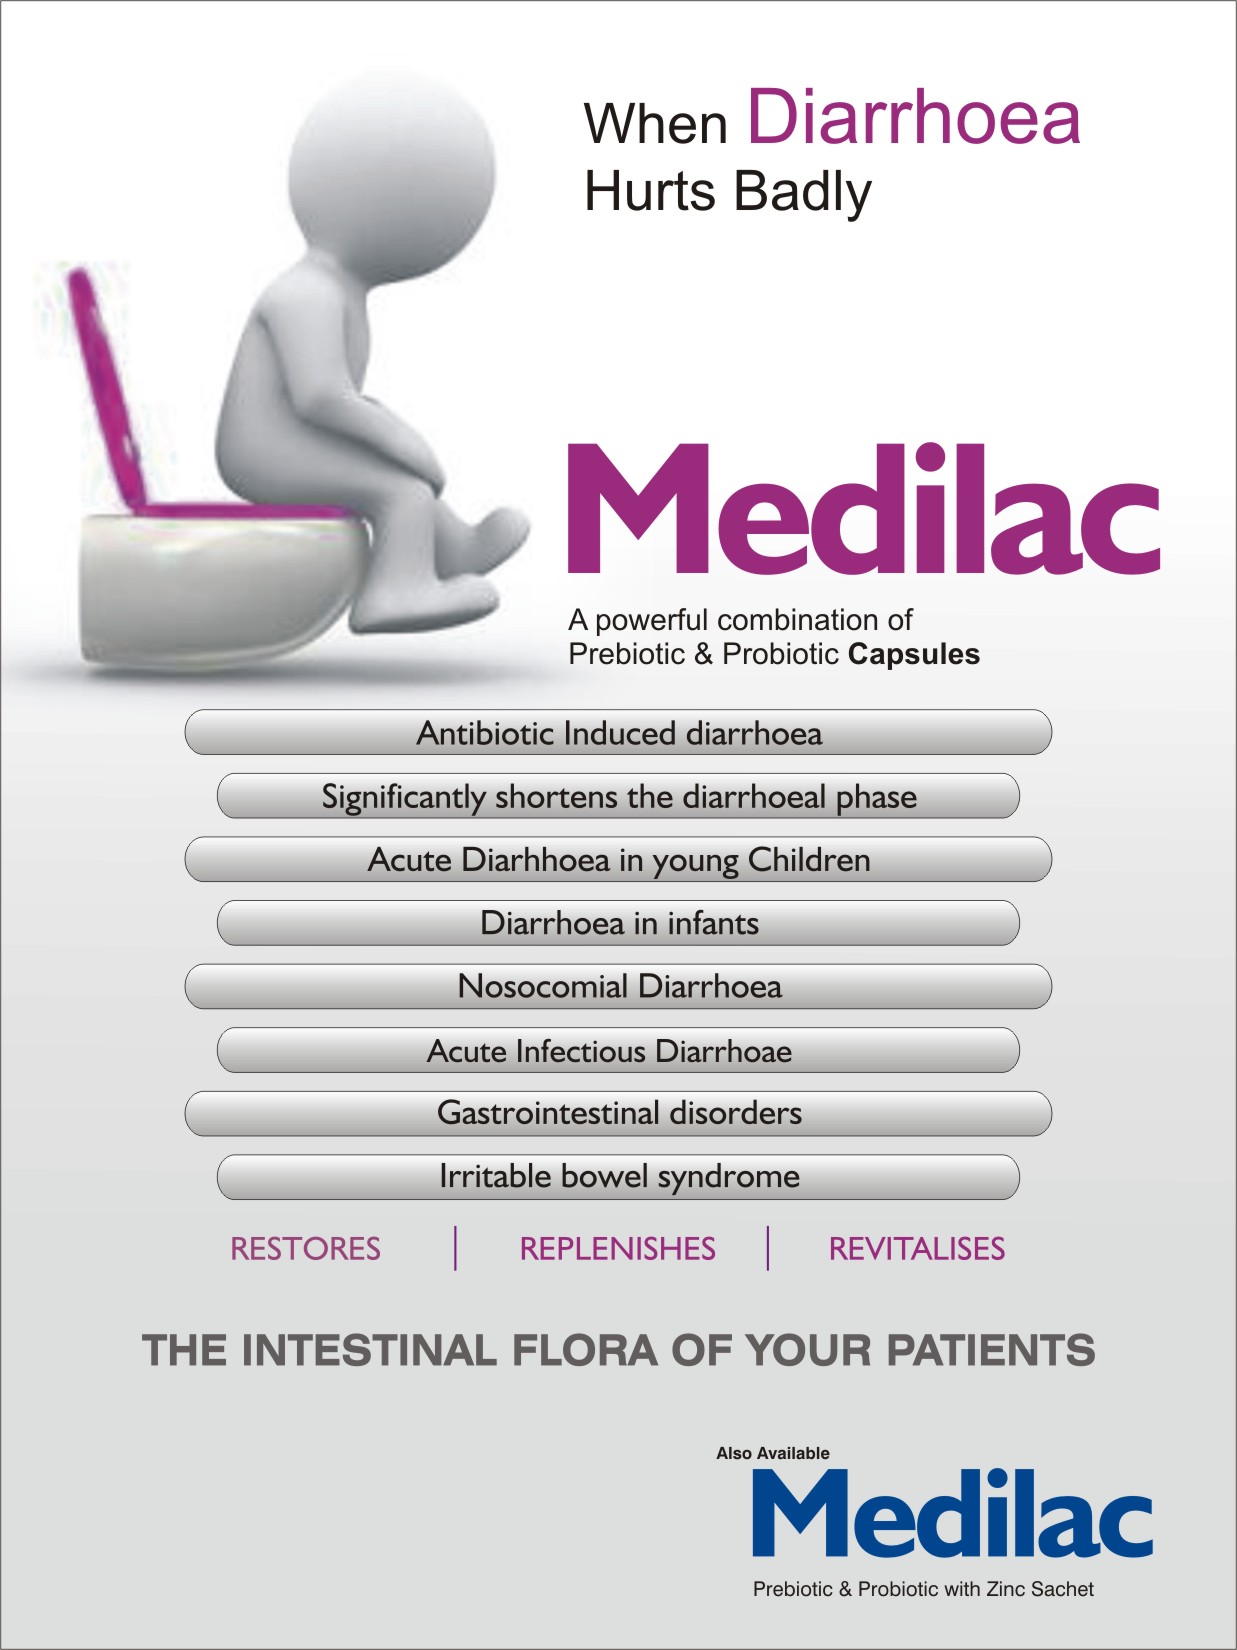 When Diarrhoea
Hurts Badly
Medilac
A powerful combination of
Prebiotic & Probiotic Capsules
Antibiotic Induced diarrhoea
Significantly shortens the diarrhoeal phase
Acute Diarhhoea in young Children
Diarrhoea in infants
Nosocomial Diarrhoea
Acute Infectious Diarrhoae
Gastrointestinal disorders
Irritable bowel syndrome
RESTORES | REPLENISHES | REVITALISES
THE INTESTINAL FLORA OF YOUR PATIENTS
Also Available
Medilac
Prebiotic & Probiotic with Zinc Sachet